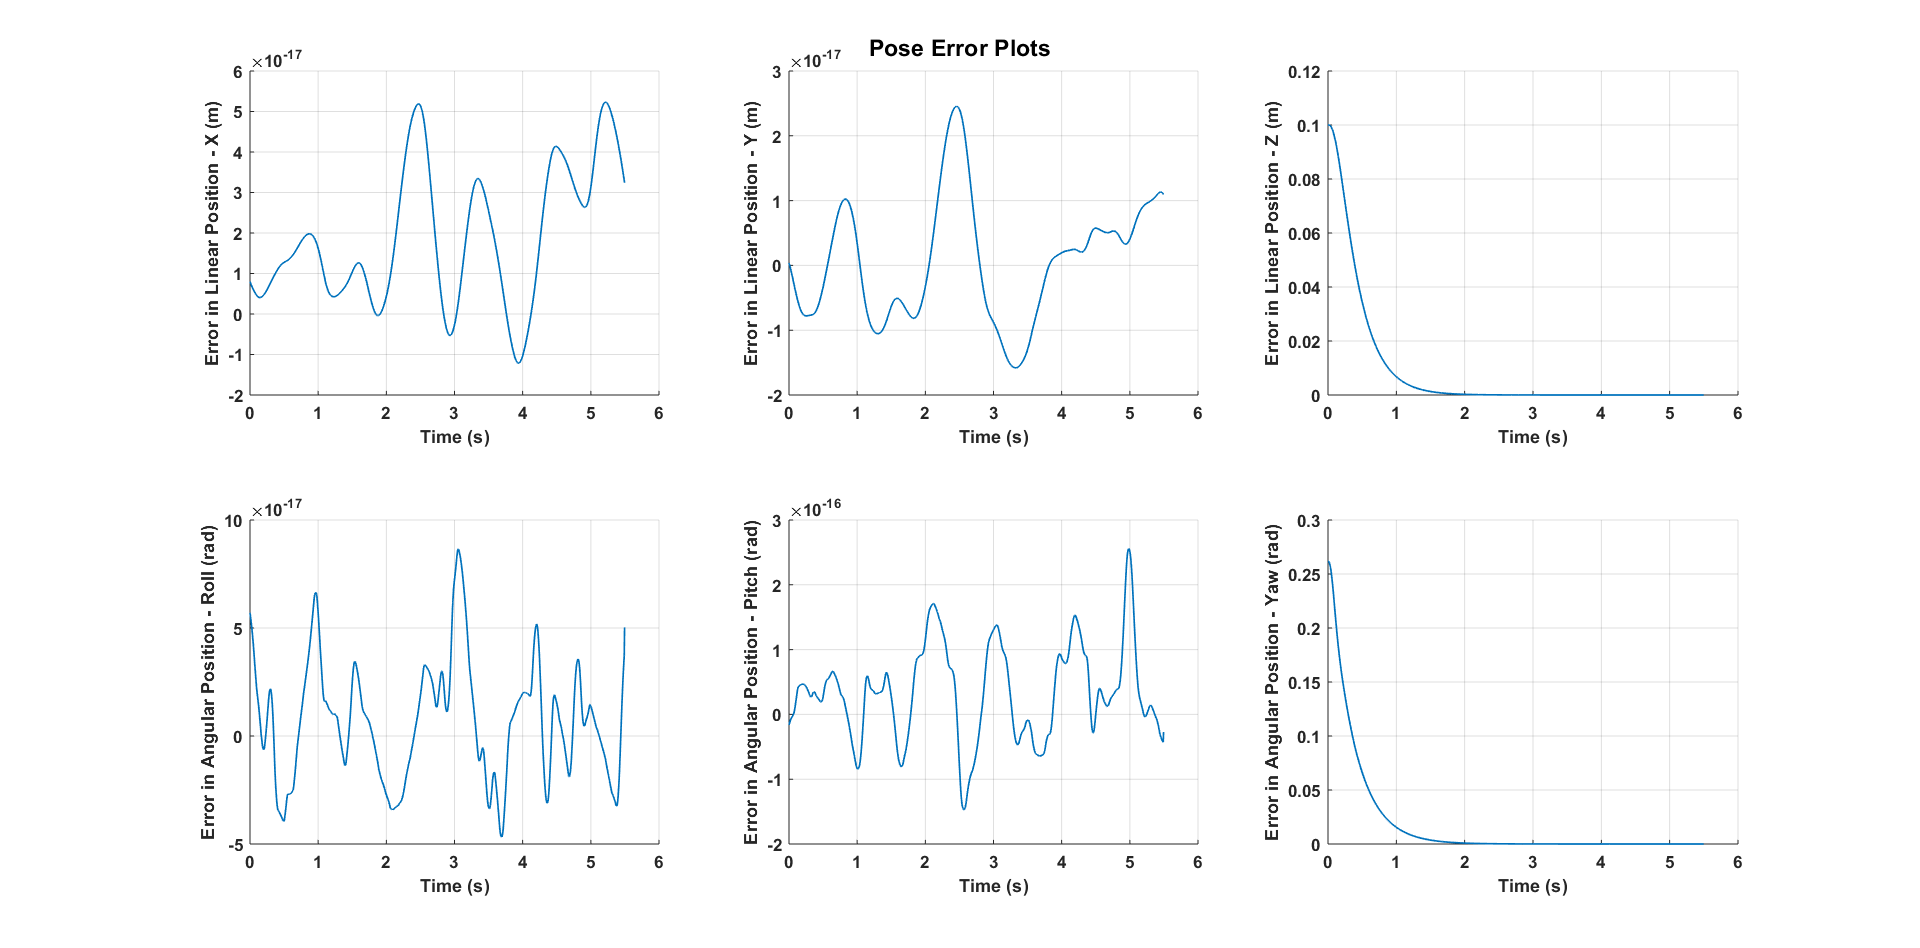 Pose Error Plots
×10-17
6
5
4
3
2
1
0
-1
-2
0 1 2 3 4 5 6
Time (s)
Error in Linear Position - X (m)
×10-17
3
2
1
0
-1
-2
0 1 2 3 4 5 6
Time (s)
Error in Linear Position - Y (m)
0.12
0.1
0.08
0.06
0.04
0.02
0
0 1 2 3 4 5 6
Time (s)
Error in Linear Position - Z (m)
×10-17
10
5
0
-5
0 1 2 3 4 5 6
Time (s)
Error in Angular Position - Roll (rad)
×10-16
3
2
1
0
-1
-2
0 1 2 3 4 5 6
Time (s)
Error in Angular Position - Pitch (rad)
0.3
0.25
0.2
0.15
0.1
0.05
0
0 1 2 3 4 5 6
Time (s)
Error in Angular Position - Yaw (rad)